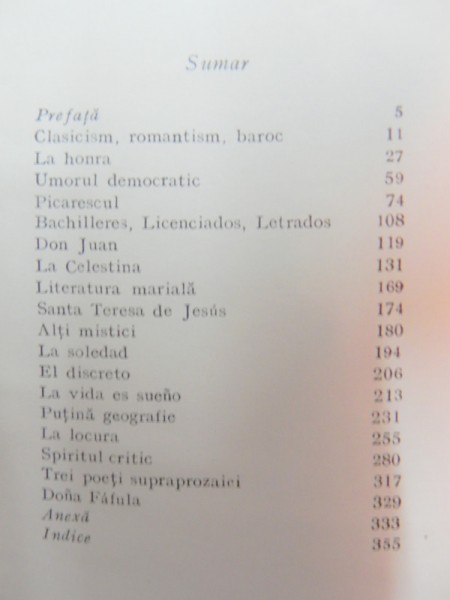 Sumar
Prefață 5
Clasicism, romantism, baroc 11
La honra 27
Umorul democratic 59
Picarescul 74
Bachilleres, Licenciados, Letrados 108
Don Juan 119
La Celestina 131
Literatura marială 169
Santa Teresa de Jesús 174
Alți mistici 180
La soledad 194
El discreto 206
La vida es sueño 213
Puțină geografie 231
La locura 255
Spiritul critic 280
Trei poeți supraprozaiei 317
Doña Fáfula 329
Anexă 333
Indice 355